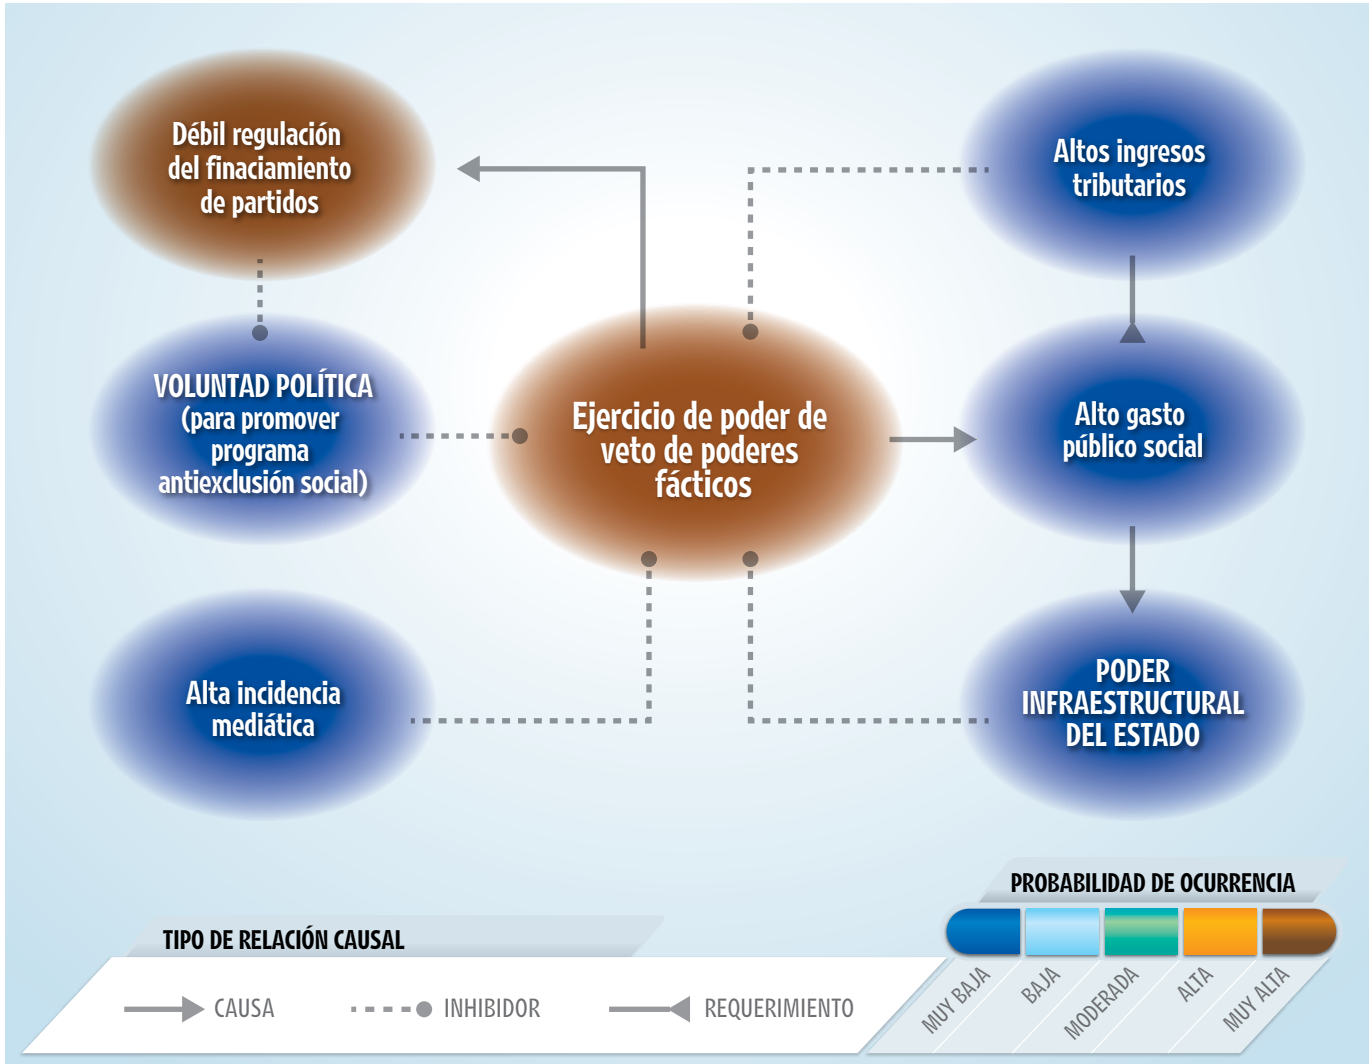 Débil regulación
del finaciamiento
de partidos
Altos ingresos
tributarios
VOLUNTAD POLÍTICA
(para promover
programa
antiexclusión social)
Ejercicio de poder de
veto de poderes
fácticos
Alto gasto
público social
Alta incidencia
mediática
PODER
INFRAESTRUCTURAL
DEL ESTADO
PROBABILIDAD DE OCURRENCIA
MUY BAJA
BAJA
MODERADA
ALTA
MUY ALTA
TIPO DE RELACIÓN CAUSAL
CAUSA
INHIBIDOR
REQUERIMIENTO